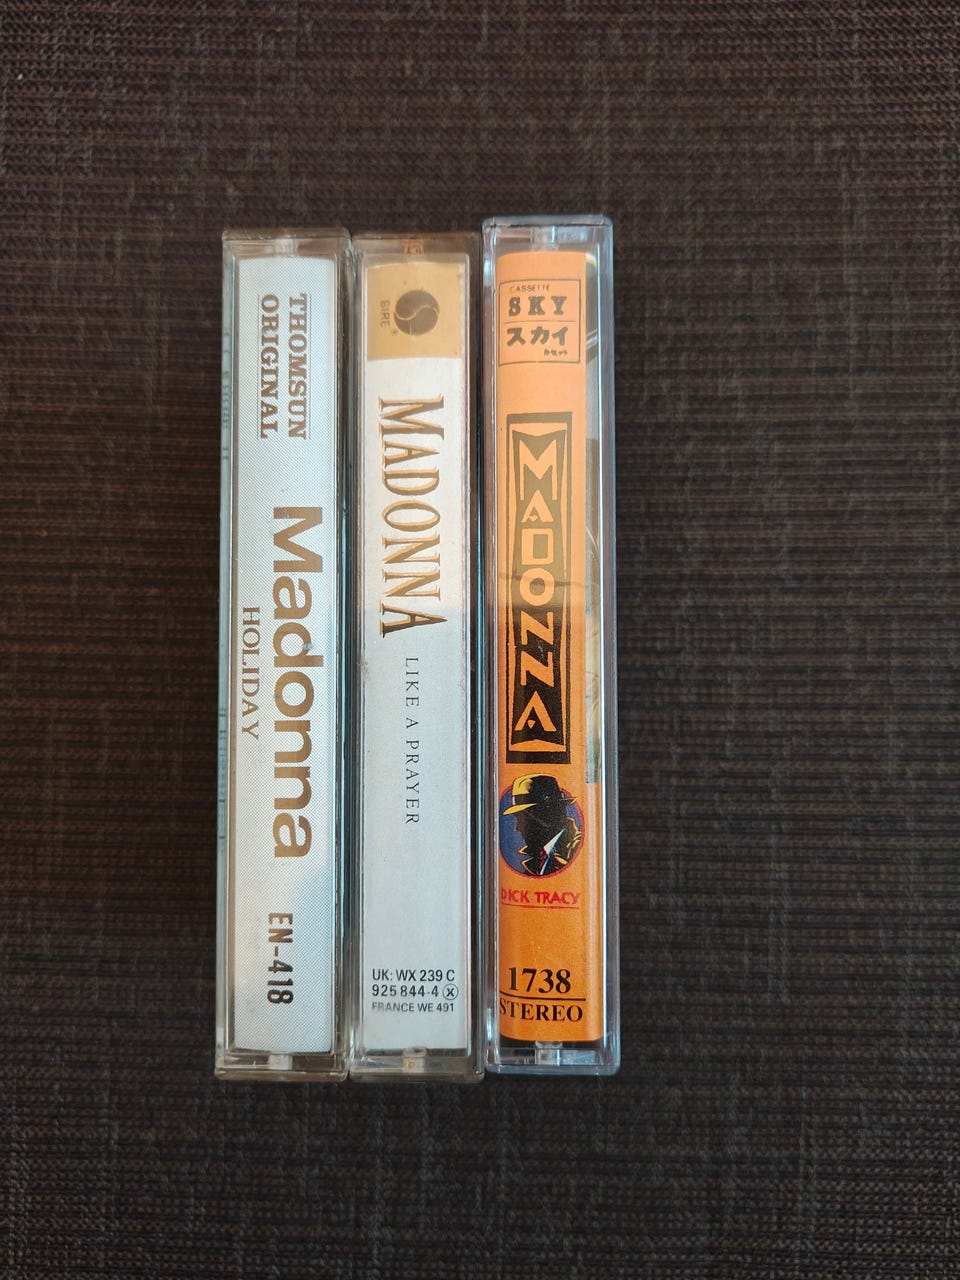 THOMSUN
ORIGINAL
Madonna
HOLIDAY
EN-418
SIRE ®
MADONNA
LIKE A PRAYER
UK: WX 239 C
925 844-4 X
FRANCE WE 491
CASSETTE
SKY
スカイ
カセット
MADONNA
DICK TRACY
1738
STEREO